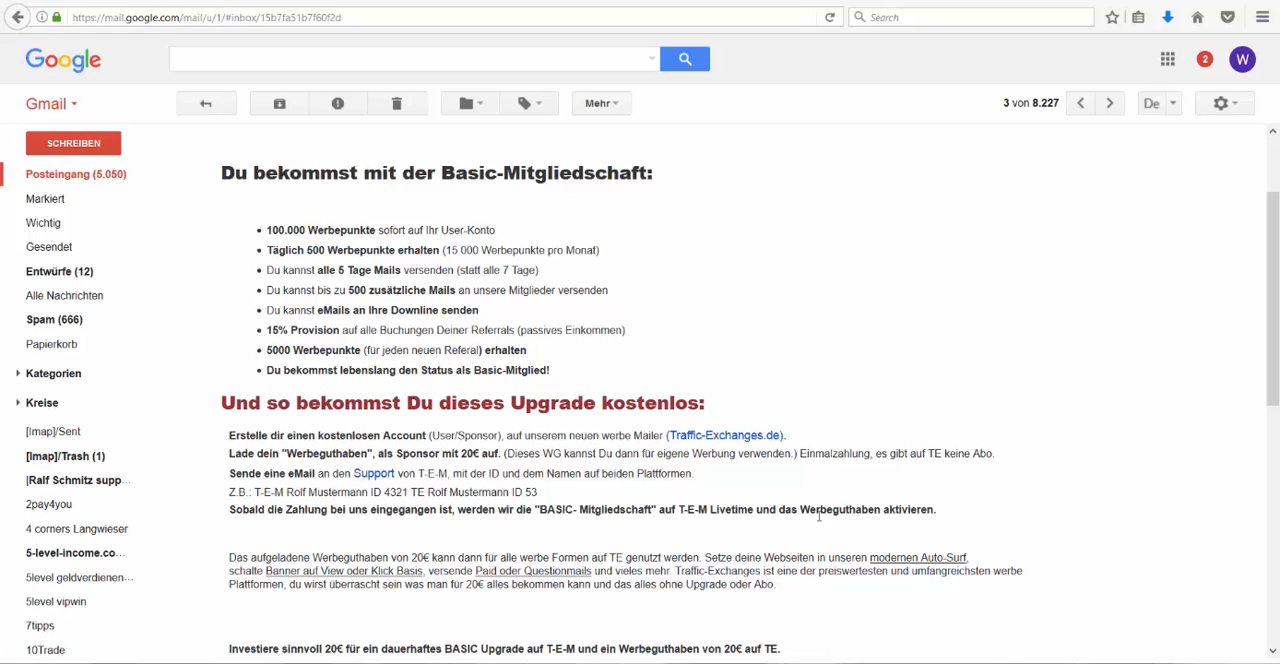 https://mail.google.com/mail/u/1/#inbox/15b7fa51b7f60f2d
Search
Google
2
W
Gmail
Mehr
3 von 8.227
De
SCHREIBEN
Posteingang (5.050)
Markiert
Wichtig
Gesendet
Entwürfe (12)
Alle Nachrichten
Spam (666)
Papierkorb
Kategorien
Kreise
[Imap]/Sent
[Imap]/Trash (1)
|Ralf Schmitz supp...
2pay4you
4 corners Langwieser
5-level-income.co...
5level geldverdienen...
5level vipwin
7tipps
10Trade
Du bekommst mit der Basic-Mitgliedschaft:
• 100.000 Werbepunkte sofort auf Ihr User-Konto
• Täglich 500 Werbepunkte erhalten (15.000 Werbepunkte pro Monat)
• Du kannst alle 5 Tage Mails versenden (statt alle 7 Tage)
• Du kannst bis zu 500 zusätzliche Mails an unsere Mitglieder versenden
• Du kannst eMails an Ihre Downline senden
• 15% Provision auf alle Buchungen Deiner Referrals (passives Einkommen)
• 5000 Werbepunkte (für jeden neuen Referal) erhalten
• Du bekommst lebenslang den Status als Basic-Mitglied!
Und so bekommst Du dieses Upgrade kostenlos:
Erstelle dir einen kostenlosen Account (User/Sponsor), auf unserem neuen werbe Mailer (Traffic-Exchanges.de).
Lade dein "Werbeguthaben", als Sponsor mit 20€ auf. (Dieses WG kannst Du dann für eigene Werbung verwenden.) Einmalzahlung, es gibt auf TE keine Abo.
Sende eine eMail an den Support von T-E-M, mit der ID und dem Namen auf beiden Plattformen.
Z.B.: T-E-M Rolf Mustermann ID 4321 TE Rolf Mustermann ID 53
Sobald die Zahlung bei uns eingegangen ist, werden wir die "BASIC- Mitgliedschaft" auf T-E-M Livetime und das Werbeguthaben aktivieren.
Das aufgeladene Werbeguthaben von 20€ kann dann für alle werbe Formen auf TE genutzt werden. Setze deine Webseiten in unseren modernen Auto-Surf,
schalte Banner auf View oder Klick Basis, versende Paid oder Questionmails und vieles mehr. Traffic-Exchanges ist eine der preiswertesten und umfangreichsten werbe
Plattformen, du wirst überrascht sein was man für 20€ alles bekommen kann und das alles ohne Upgrade oder Abo.
Investiere sinnvoll 20€ für ein dauerhaftes BASIC Upgrade auf T-E-M und ein Werbeguthaben von 20€ auf TE.